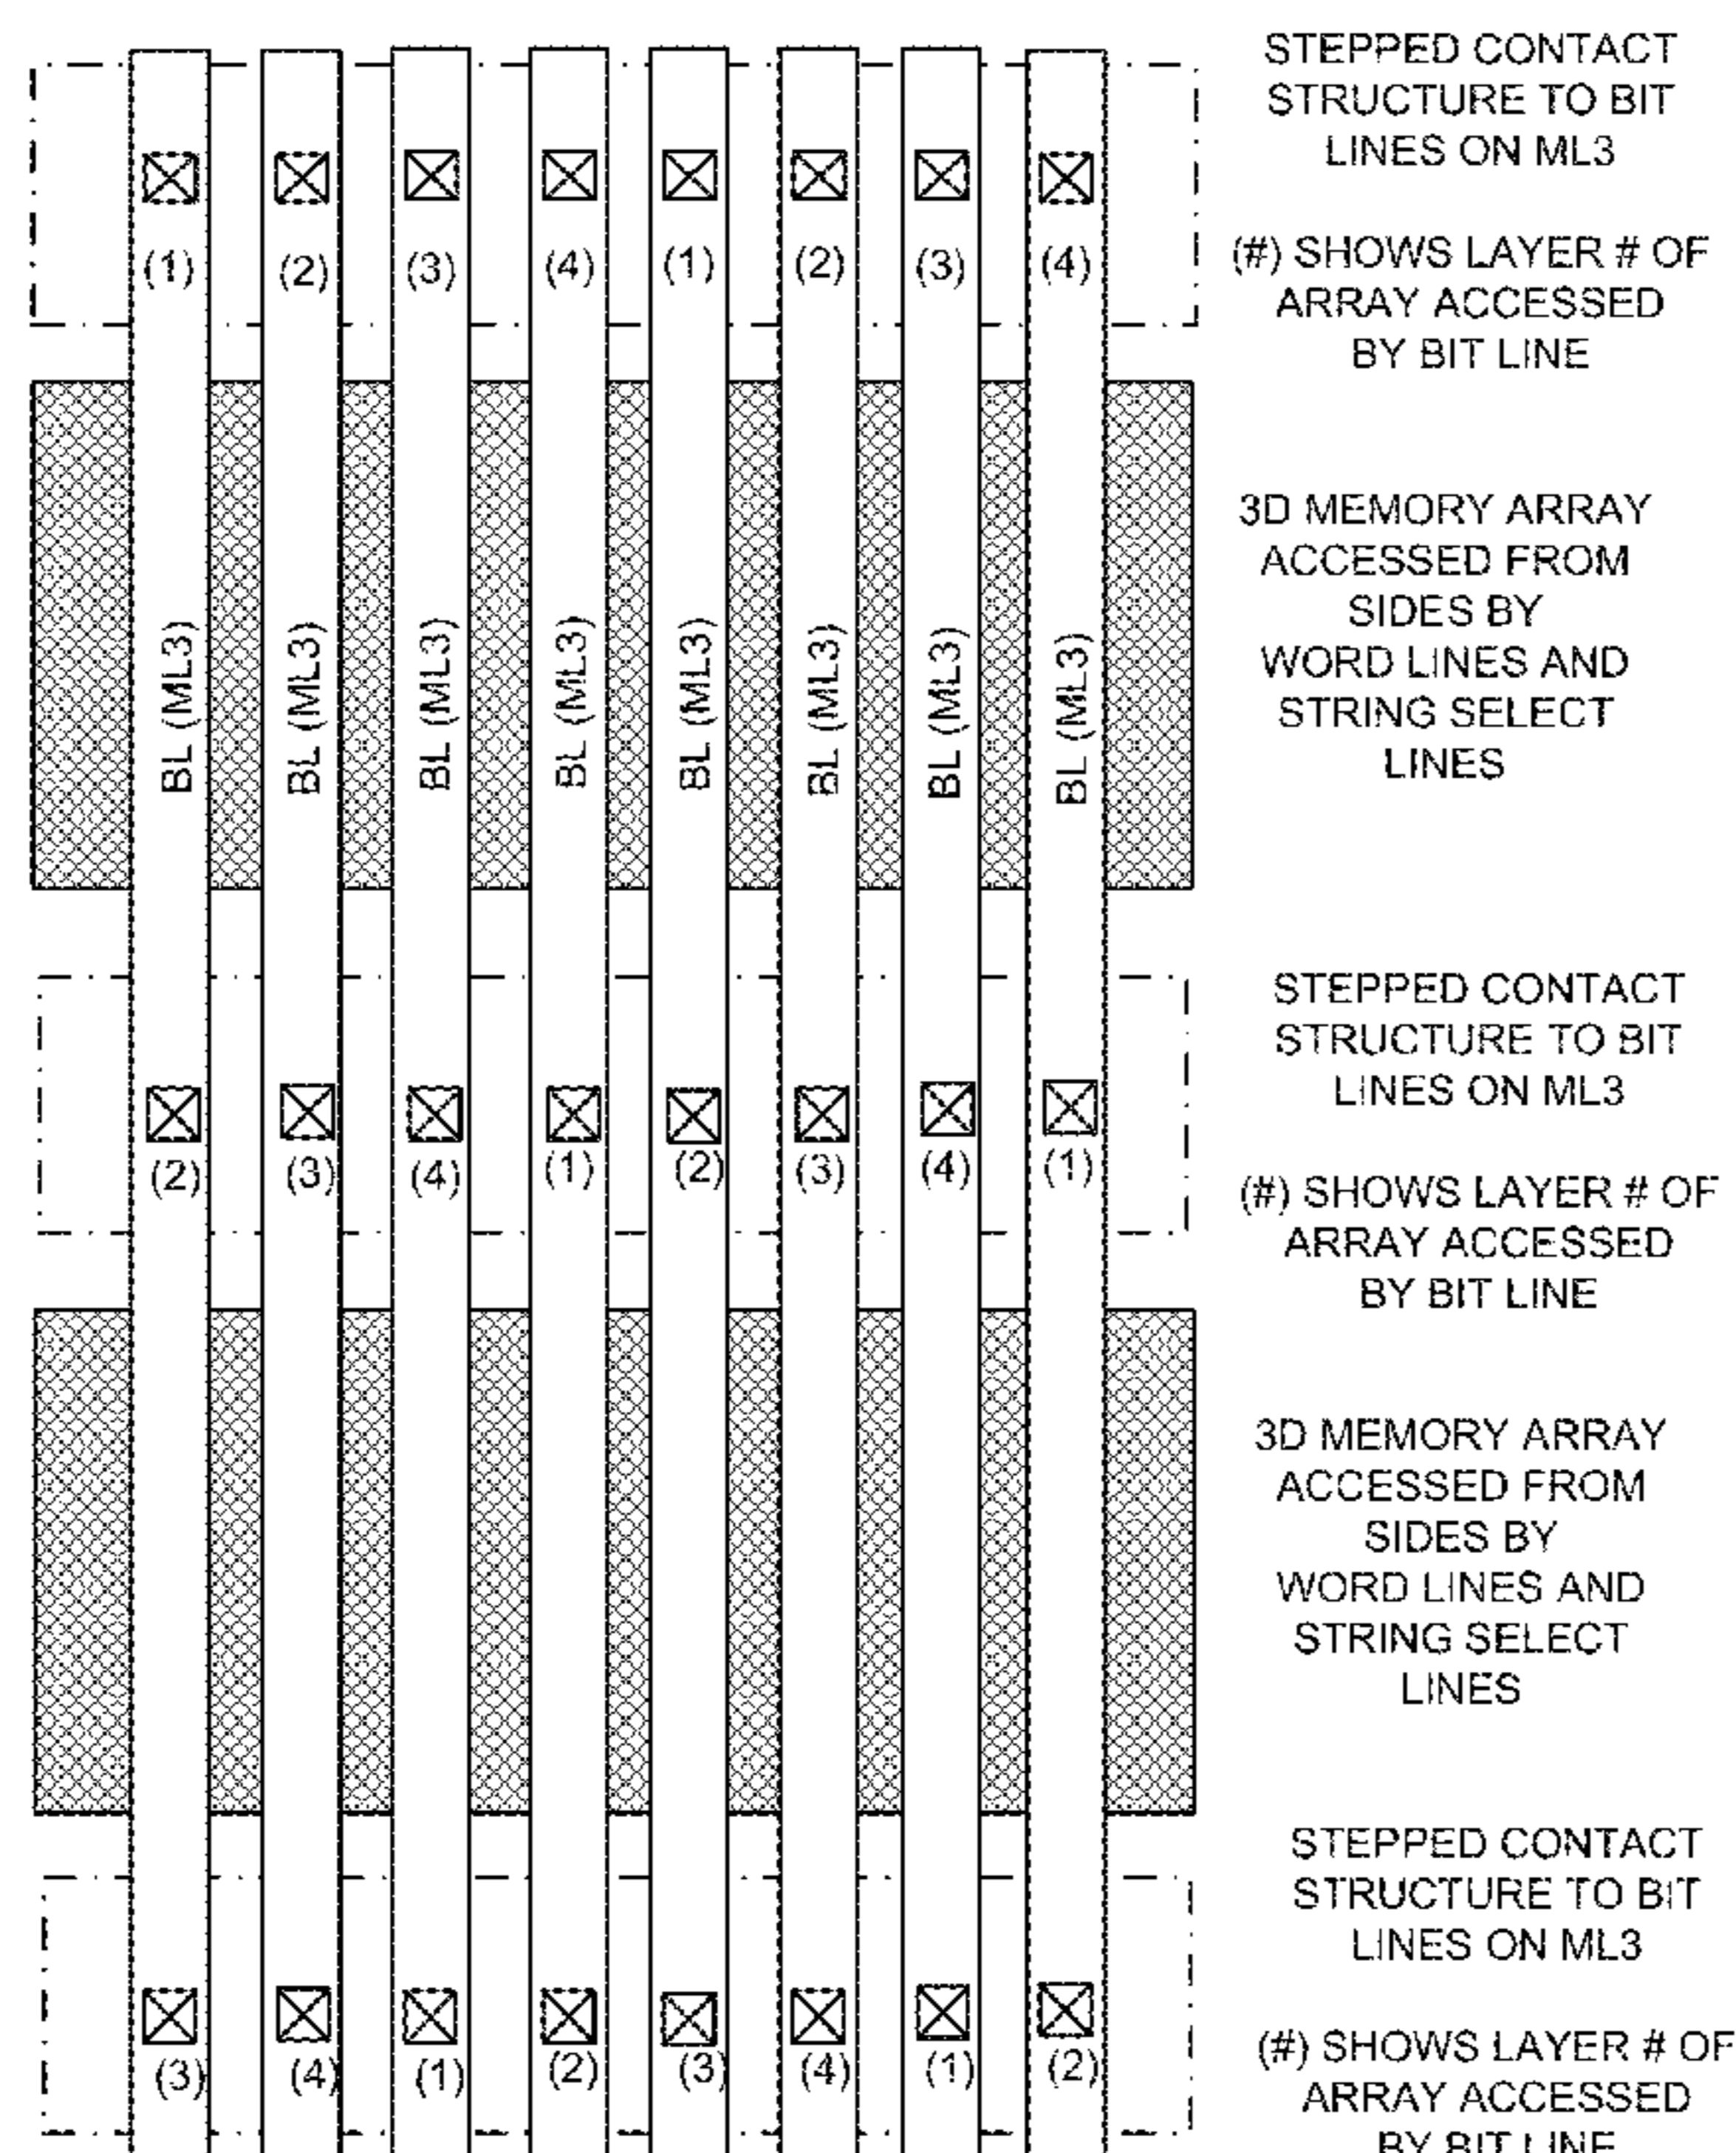 STEPPED CONTACT
STRUCTURE TO BIT
LINES ON ML3
(1) (2) (3) (4) (1) (2) (3) (4)
(#) SHOWS LAYER # OF
ARRAY ACCESSED
BY BIT LINE
3D MEMORY ARRAY
ACCESSED FROM
SIDES BY
WORD LINES AND
STRING SELECT
LINES
BL (ML3)
BL (ML3)
BL (ML3)
BL (ML3)
BL (ML3)
BL (ML3)
BL (ML3)
BL (ML3)
STEPPED CONTACT
STRUCTURE TO BIT
LINES ON ML3
(2) (3) (4) (1) (2) (3) (4) (1)
(#) SHOWS LAYER # OF
ARRAY ACCESSED
BY BIT LINE
3D MEMORY ARRAY
ACCESSED FROM
SIDES BY
WORD LINES AND
STRING SELECT
LINES
STEPPED CONTACT
STRUCTURE TO BIT
LINES ON ML3
(3) (4) (1) (2) (3) (4) (1) (2)
(#) SHOWS LAYER # OF
ARRAY ACCESSED
BY BIT LINE